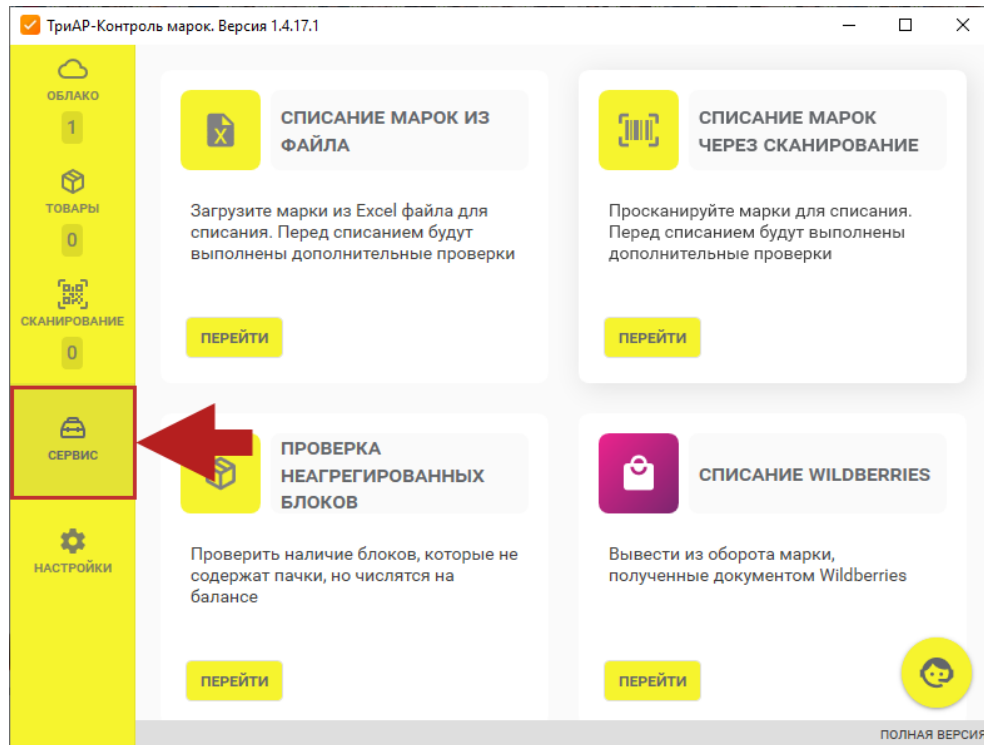 ТриАР-Контроль марок. Версия 1.4.17.1
ОБЛАКО
1
ТОВАРЫ
0
СКАНИРОВАНИЕ
0
СЕРВИС
НАСТРОЙКИ
СПИСАНИЕ МАРОК ИЗ
ФАЙЛА
Загрузите марки из Excel файла для
списания. Перед списанием будут
выполнены дополнительные проверки
ПЕРЕЙТИ
СПИСАНИЕ МАРОК
ЧЕРЕЗ СКАНИРОВАНИЕ
Просканируйте марки для списания.
Перед списанием будут выполнены
дополнительные проверки
ПЕРЕЙТИ
ПРОВЕРКА
НЕАГРЕГИРОВАННЫХ
БЛОКОВ
Проверить наличие блоков, которые не
содержат пачки, но числятся на
балансе
ПЕРЕЙТИ
СПИСАНИЕ WILDBERRIES
Вывести из оборота марки,
полученные документом Wildberries
ПЕРЕЙТИ
ПОЛНАЯ ВЕРСИЯ